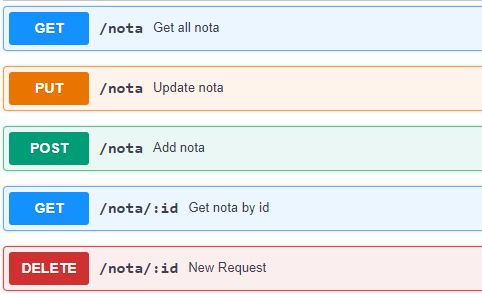 GET /nota Get all nota
PUT /nota Update nota
POST /nota Add nota
GET /nota/:id Get nota by id
DELETE /nota/:id New Request